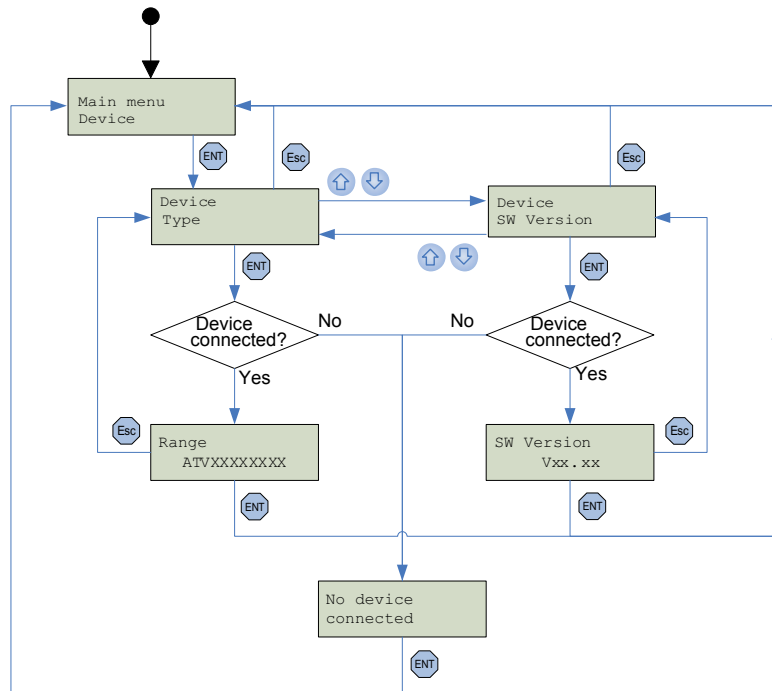 Main menu
Device
ENT
Esc
Esc
Device
Type
Device
SW Version
ENT
ENT
Device
connected?
No
No
Device
connected?
Yes
Yes
Esc
Range
ATVXXXXXXXX
SW Version
Vxx.xx
Esc
ENT
ENT
No device
connected
ENT